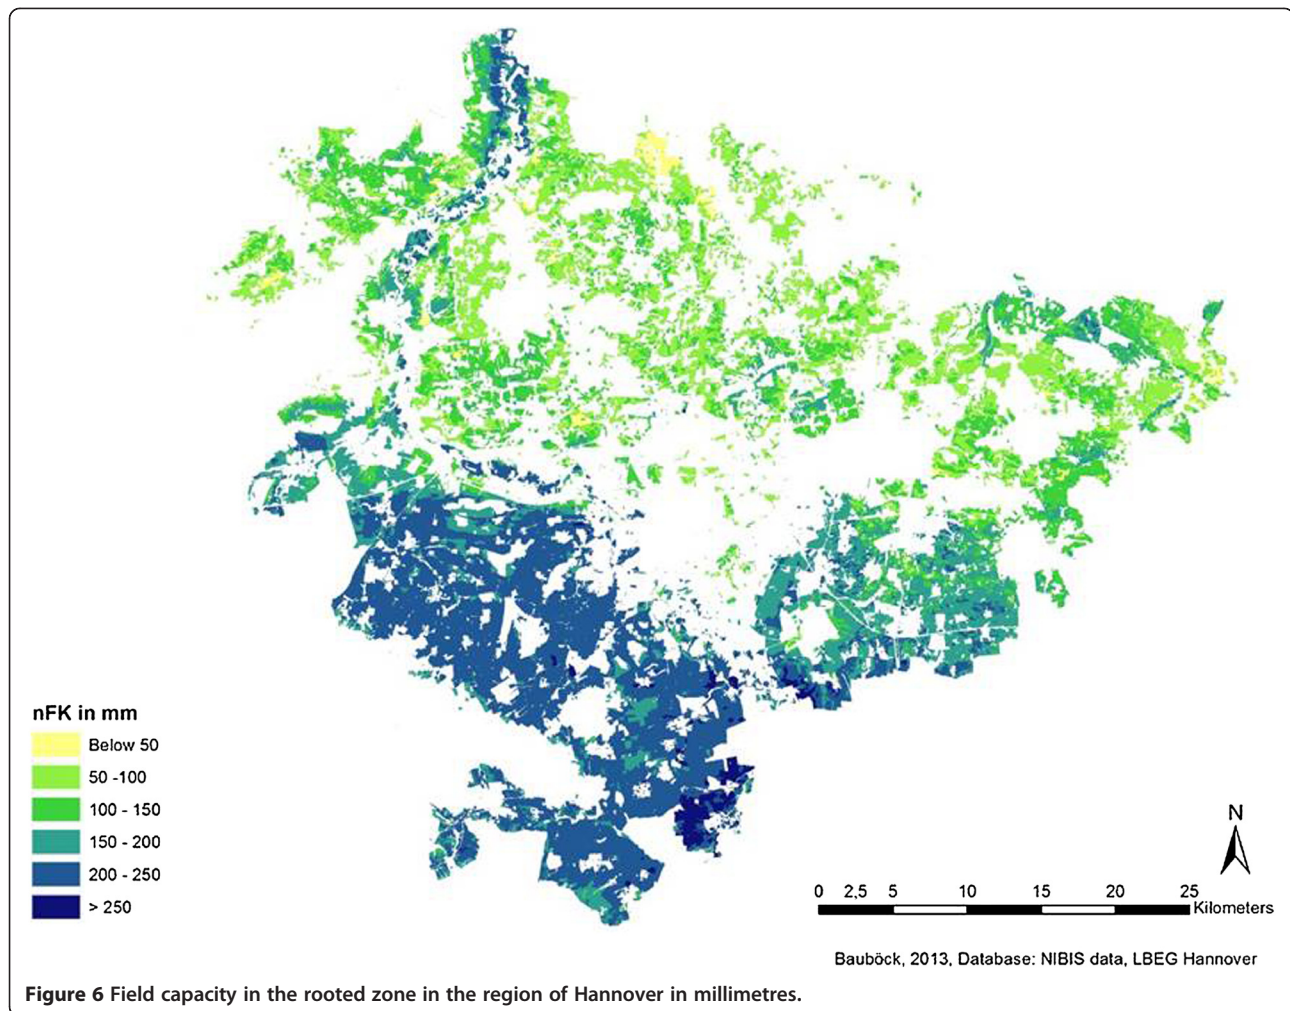 nFK in mm
Below 50
50 -100
100 - 150
150 - 200
200 - 250
> 250
N
0 2,5 5 10 15 20 25
Kilometers
Bauböck, 2013, Database: NIBIS data, LBEG Hannover
Figure 6 Field capacity in the rooted zone in the region of Hannover in millimetres.